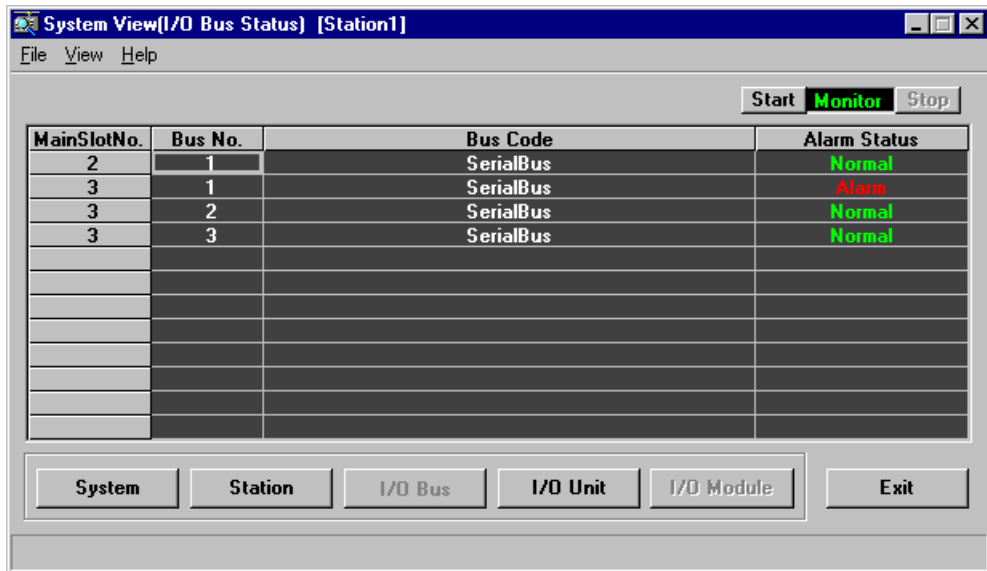 System View(I/O Bus Status) [Station1]
File View Help
Start Monitor Stop
MainSlotNo. Bus No. Bus Code Alarm Status
2 1 SerialBus Normal
3 1 SerialBus Alarm
3 2 SerialBus Normal
3 3 SerialBus Normal
System Station I/O Bus I/O Unit I/O Module Exit